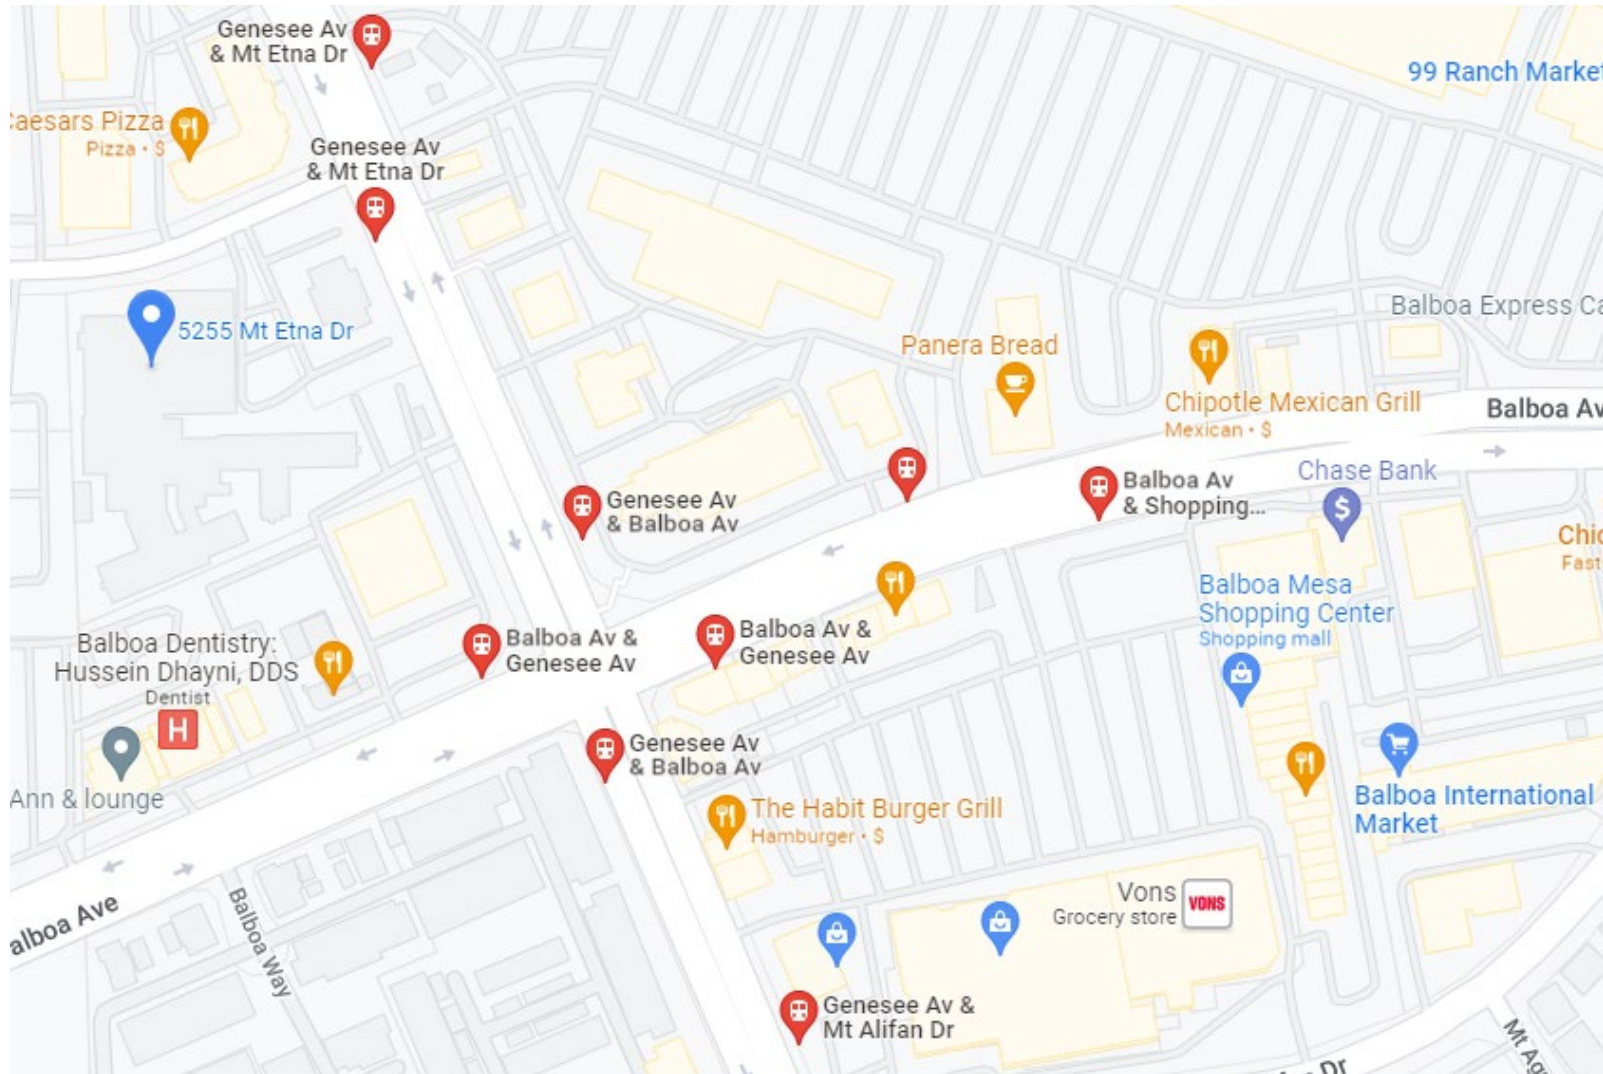 Genesee Av
& Mt Etna Dr
99 Ranch Market
Caesars Pizza
Pizza • $
Genesee Av
& Mt Etna Dr
5255 Mt Etna Dr
Balboa Express Ca
Panera Bread
Chipotle Mexican Grill
Mexican • $
Balboa Av
Chase Bank
$
Balboa Av
& Shopping...
Genesee Av
& Balboa Av
Chic
Fast
Balboa Mesa
Shopping Center
Shopping mall
Balboa Dentistry:
Hussein Dhayni, DDS
Dentist
H
Balboa Av &
Genesee Av
Balboa Av &
Genesee Av
Genesee Av
& Balboa Av
Ann & lounge
The Habit Burger Grill
Hamburger • $
Balboa International
Market
alboa Ave
Balboa Way
Vons
Grocery store
VONS
Genesee Av &
Mt Alifan Dr
Dr
Mt Ag